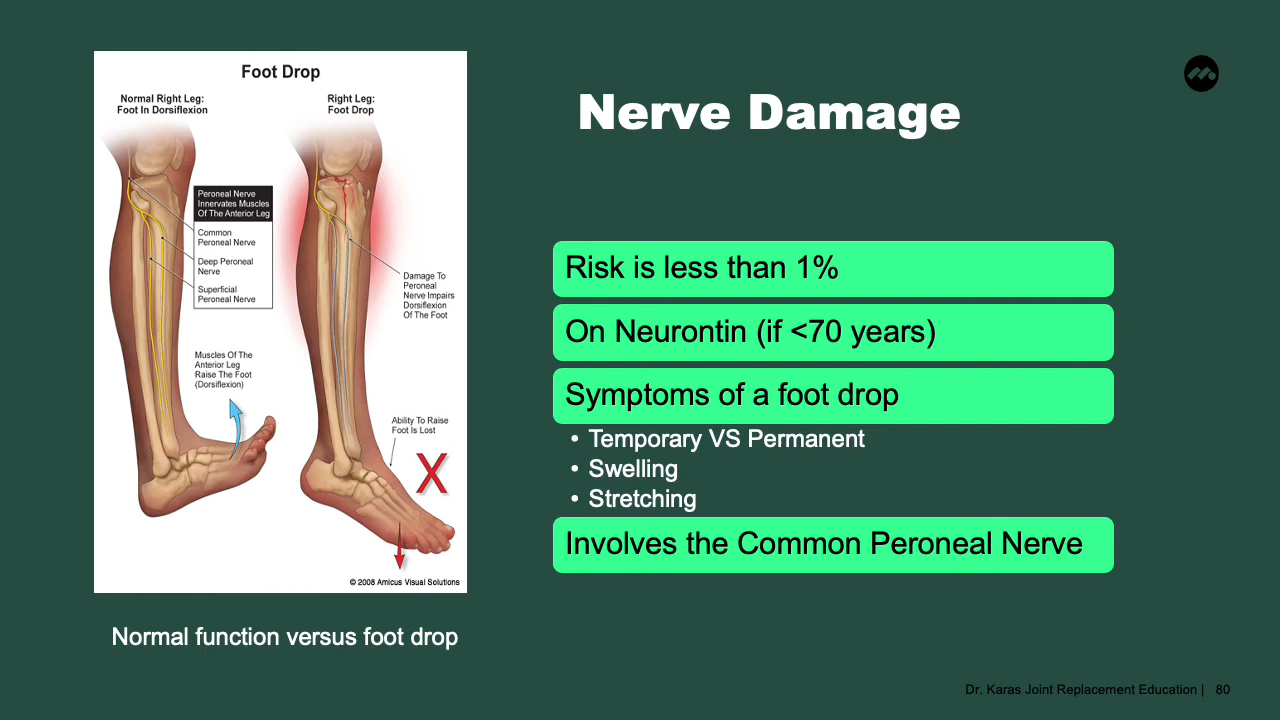 Foot Drop
Normal Right Leg:
Foot In Dorsiflexion
Right Leg:
Foot Drop
Peroneal Nerve
Innervates Muscles
Of The Anterior Leg
Common
Peroneal Nerve
Deep Peroneal
Nerve
Superficial
Peroneal Nerve
Damage To
Peroneal
Nerve Impairs
Dorsiflexion
Of The Foot
Muscles Of The
Anterior Leg
Raise The Foot
(Dorsiflexion)
Ability To Raise
Foot Is Lost
X
© 2008 Amicus Visual Solutions
Normal function versus foot drop
Nerve Damage
Risk is less than 1%
On Neurontin (if <70 years)
Symptoms of a foot drop
• Temporary VS Permanent
• Swelling
• Stretching
Involves the Common Peroneal Nerve
Dr. Karas Joint Replacement Education | 80